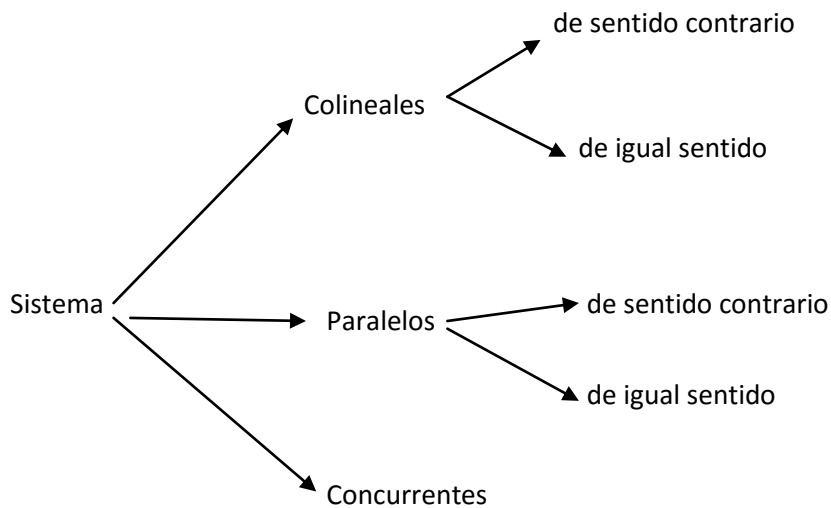 de sentido contrario
Colineales
de igual sentido
Sistema
Paralelos
de sentido contrario
de igual sentido
Concurrentes